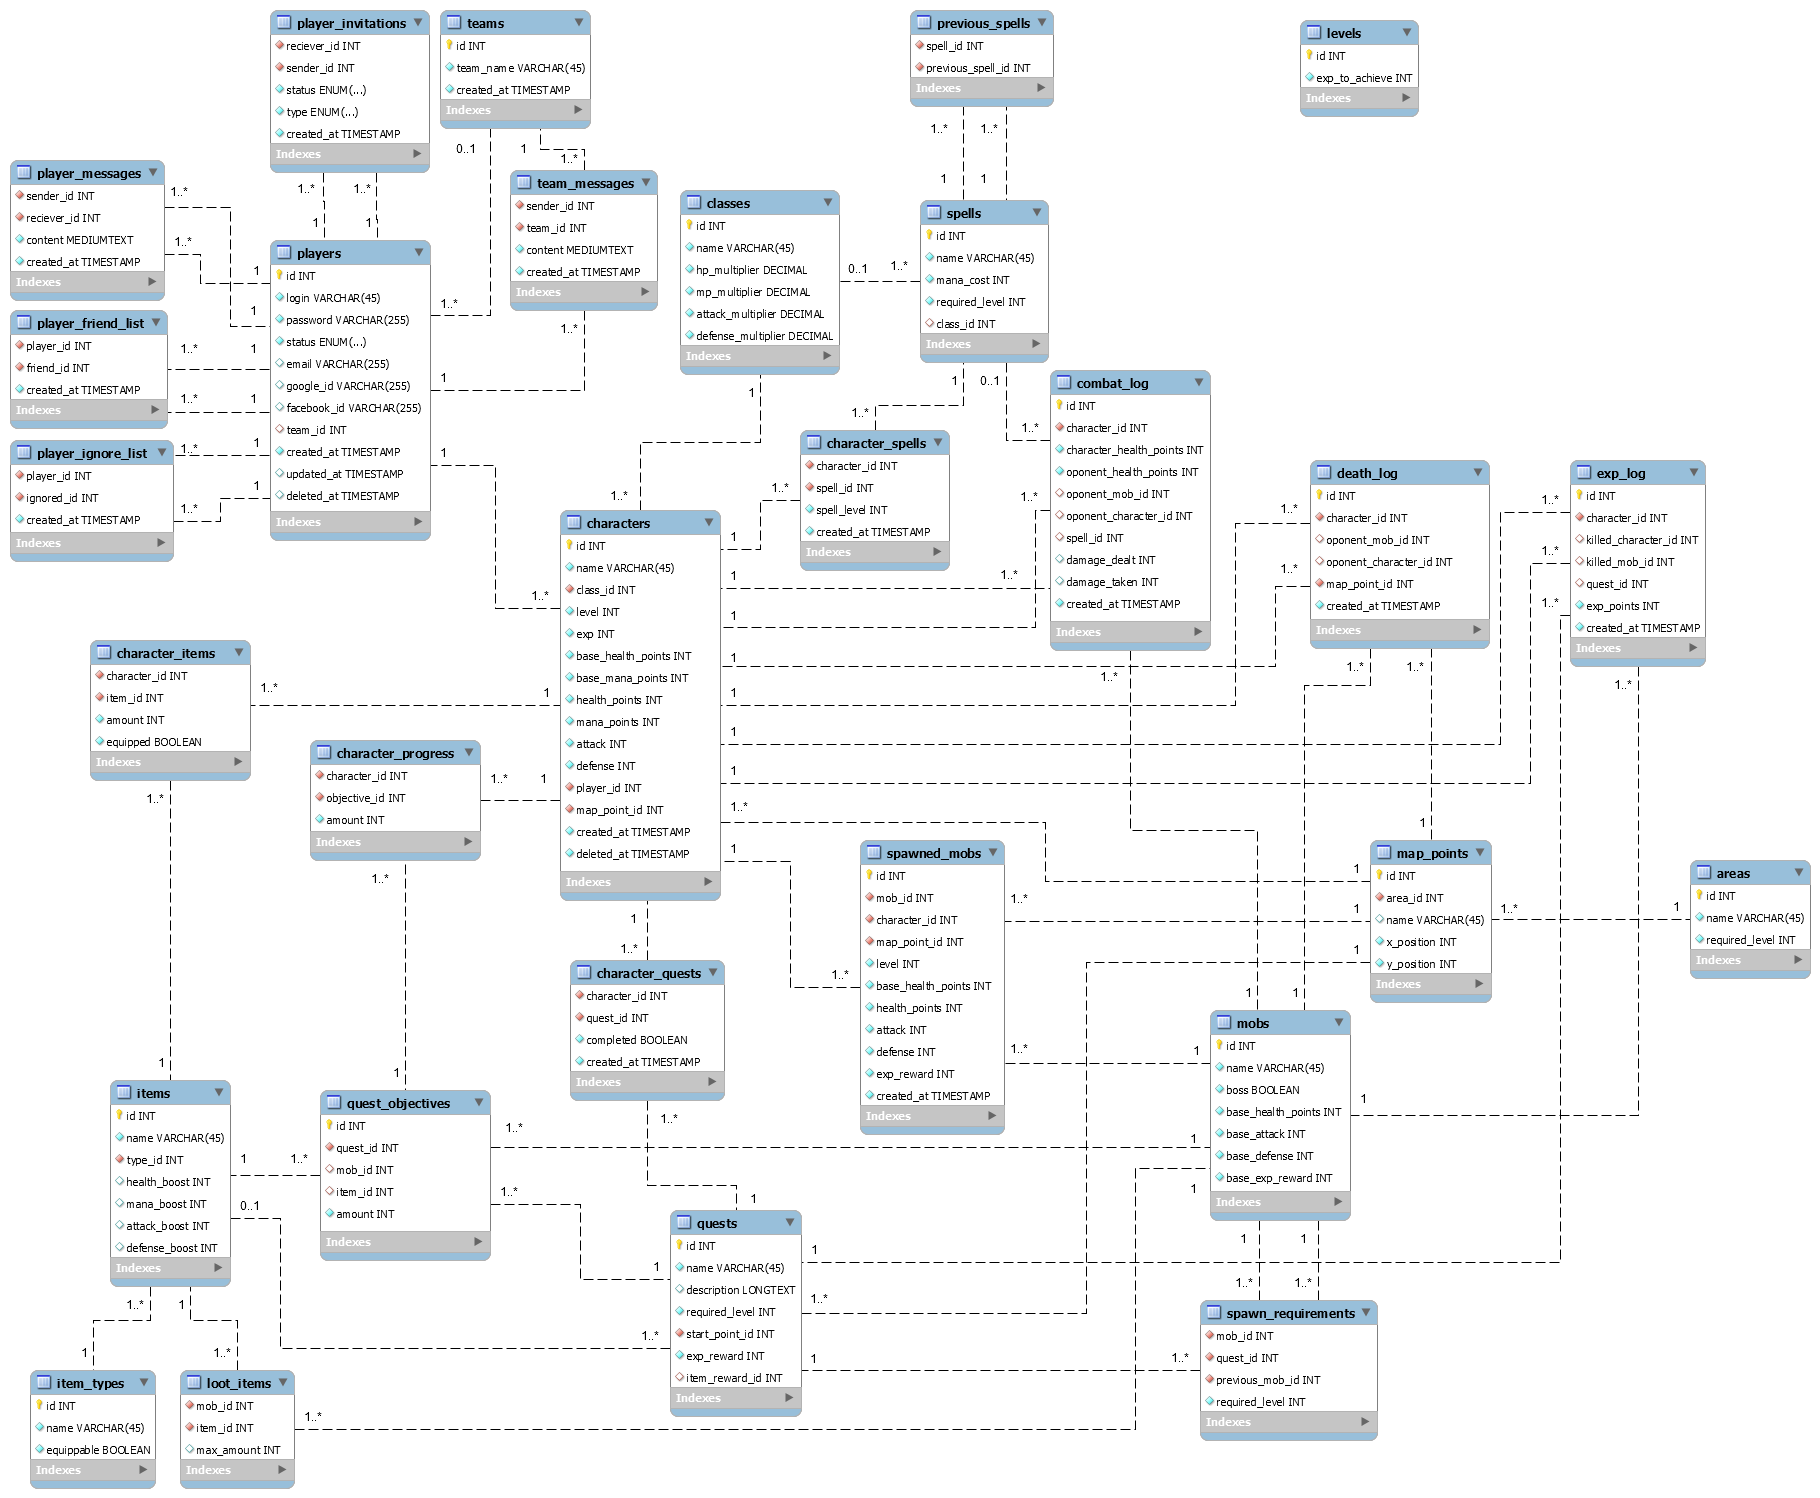 player_invitations
reciever_id INT
sender_id INT
status ENUM(...)
type ENUM(...)
created_at TIMESTAMP
Indexes
teams
id INT
team_name VARCHAR(45)
created_at TIMESTAMP
Indexes
previous_spells
spell_id INT
previous_spell_id INT
Indexes
levels
id INT
exp_to_achieve INT
Indexes
player_messages
sender_id INT
reciever_id INT
content MEDIUMTEXT
created_at TIMESTAMP
Indexes
team_messages
sender_id INT
team_id INT
content MEDIUMTEXT
created_at TIMESTAMP
Indexes
classes
id INT
name VARCHAR(45)
hp_multiplier DECIMAL
mp_multiplier DECIMAL
attack_multiplier DECIMAL
defense_multiplier DECIMAL
Indexes
spells
id INT
name VARCHAR(45)
mana_cost INT
required_level INT
class_id INT
Indexes
players
id INT
login VARCHAR(45)
password VARCHAR(255)
status ENUM(...)
email VARCHAR(255)
google_id VARCHAR(255)
facebook_id VARCHAR(255)
team_id INT
created_at TIMESTAMP
updated_at TIMESTAMP
deleted_at TIMESTAMP
Indexes
player_friend_list
player_id INT
friend_id INT
created_at TIMESTAMP
Indexes
player_ignore_list
player_id INT
ignored_id INT
created_at TIMESTAMP
Indexes
combat_log
id INT
character_id INT
character_health_points INT
oponent_health_points INT
oponent_mob_id INT
oponent_character_id INT
spell_id INT
damage_dealt INT
damage_taken INT
created_at TIMESTAMP
Indexes
character_spells
character_id INT
spell_id INT
spell_level INT
created_at TIMESTAMP
Indexes
death_log
id INT
character_id INT
oponent_mob_id INT
oponent_character_id INT
map_point_id INT
created_at TIMESTAMP
Indexes
exp_log
id INT
character_id INT
killed_character_id INT
killed_mob_id INT
quest_id INT
exp_points INT
created_at TIMESTAMP
Indexes
characters
id INT
name VARCHAR(45)
class_id INT
level INT
exp INT
base_health_points INT
base_mana_points INT
health_points INT
mana_points INT
attack INT
defense INT
player_id INT
map_point_id INT
created_at TIMESTAMP
deleted_at TIMESTAMP
Indexes
character_items
character_id INT
item_id INT
amount INT
equipped BOOLEAN
Indexes
character_progress
character_id INT
objective_id INT
amount INT
Indexes
spawned_mobs
id INT
mob_id INT
character_id INT
map_point_id INT
level INT
base_health_points INT
health_points INT
attack INT
defense INT
exp_reward INT
created_at TIMESTAMP
Indexes
map_points
id INT
area_id INT
name VARCHAR(45)
x_position INT
y_position INT
Indexes
areas
id INT
name VARCHAR(45)
required_level INT
Indexes
character_quests
character_id INT
quest_id INT
completed BOOLEAN
created_at TIMESTAMP
Indexes
mobs
id INT
name VARCHAR(45)
boss BOOLEAN
base_health_points INT
base_attack INT
base_defense INT
base_exp_reward INT
Indexes
items
id INT
name VARCHAR(45)
type_id INT
health_boost INT
mana_boost INT
attack_boost INT
defense_boost INT
Indexes
quest_objectives
id INT
quest_id INT
mob_id INT
item_id INT
amount INT
Indexes
quests
id INT
name VARCHAR(45)
description LONGTEXT
required_level INT
start_point_id INT
exp_reward INT
item_reward_id INT
Indexes
spawn_requirements
mob_id INT
quest_id INT
previous_mob_id INT
required_level INT
Indexes
item_types
id INT
name VARCHAR(45)
equippable BOOLEAN
Indexes
loot_items
mob_id INT
item_id INT
max_amount INT
Indexes